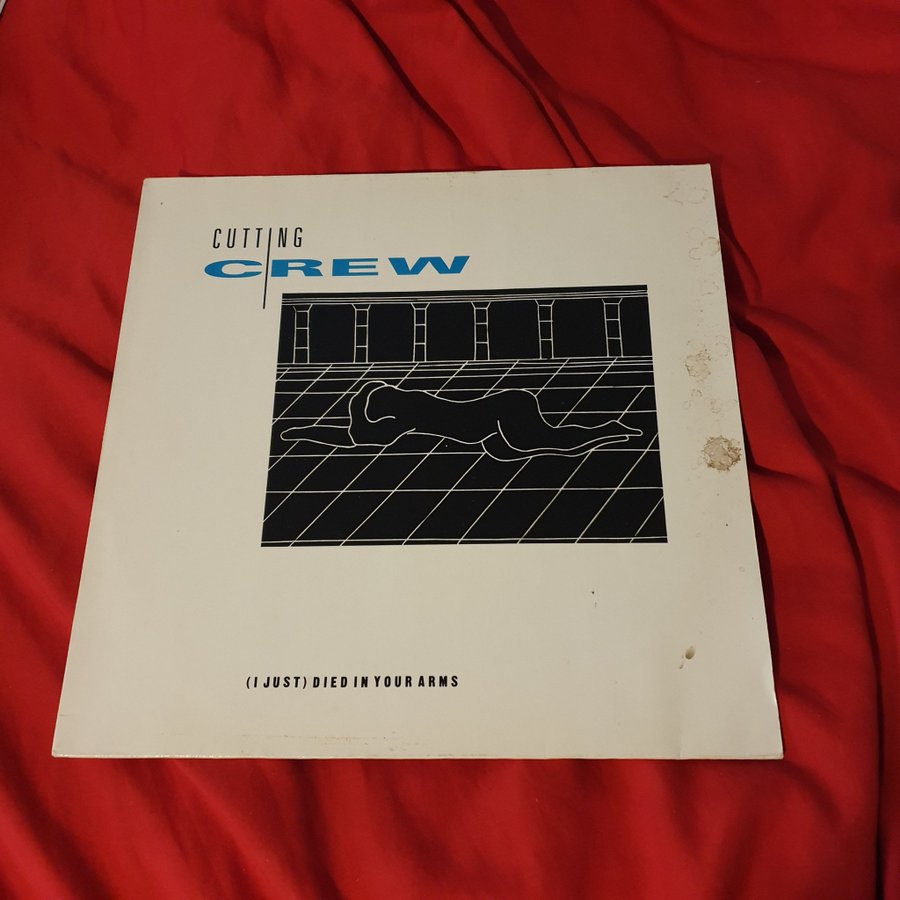 CUTTING
CREW
(I JUST) DIED IN YOUR ARMS